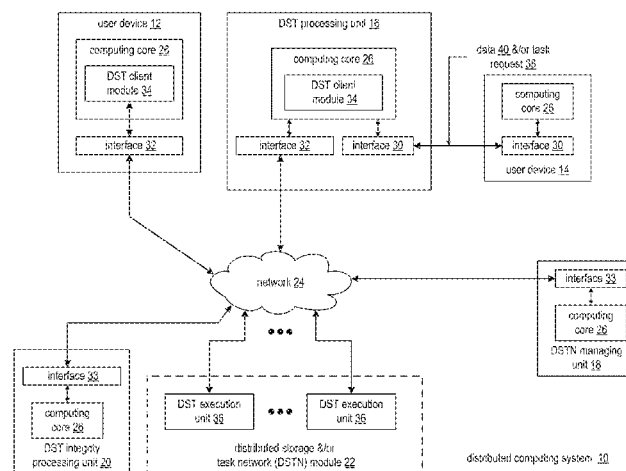 user device 12
computing core 26
DST client
module 34
interface 32
DST processing unit 16
computing core 26
DST client
module 34
interface 32
interface 30
data 40 &/or task
request 38
computing
core 26
interface 30
user device 14
network 24
interface 33
computing
core 26
DSTN managing
unit 18
interface 33
computing
core 26
DST integrity
processing unit 20
DST execution
unit 36
DST execution
unit 36
distributed storage &/or
task network (DSTN) module 22
distributed computing system 10